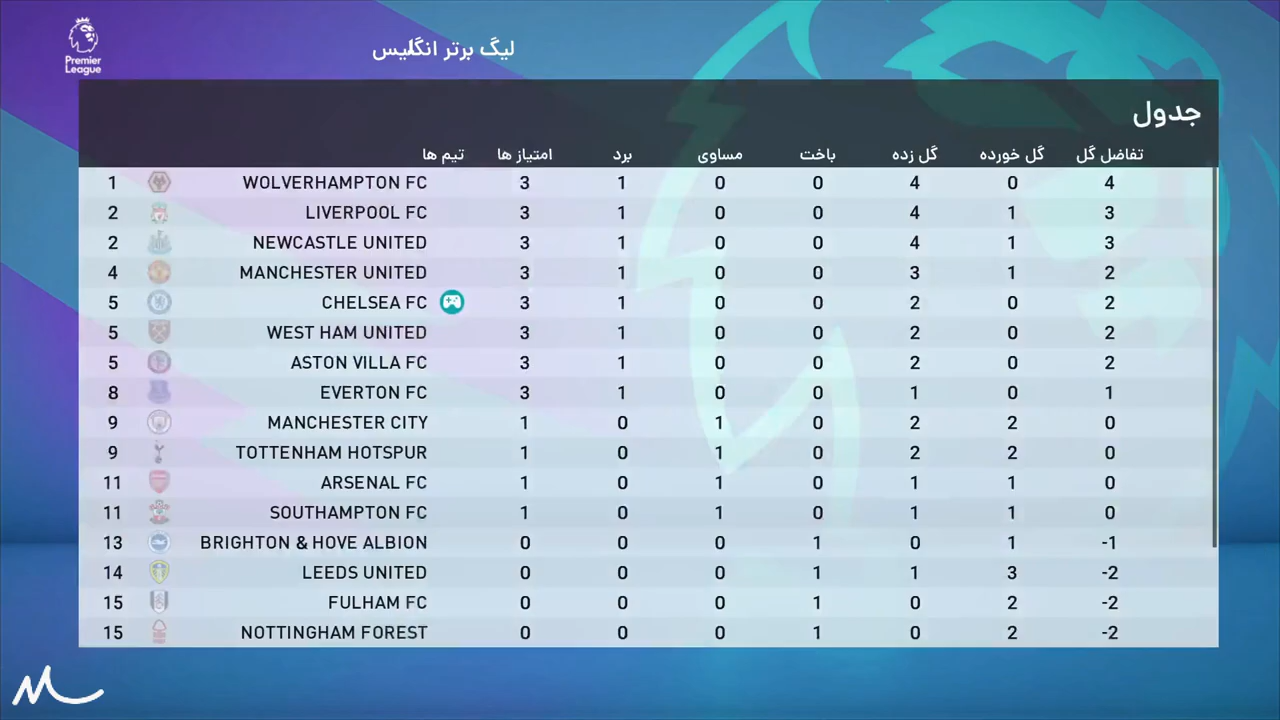 Premier
League
لیگ برتر انگلیس
جدول
تیم ها امتیاز ها برد مساوی باخت گل زده گل خورده تفاضل گل
1 WOLVERHAMPTON FC 3 1 0 0 4 0 4
2 LIVERPOOL FC 3 1 0 0 4 1 3
2 NEWCASTLE UNITED 3 1 0 0 4 1 3
4 MANCHESTER UNITED 3 1 0 0 3 1 2
5 CHELSEA FC 3 1 0 0 2 0 2
5 WEST HAM UNITED 3 1 0 0 2 0 2
5 ASTON VILLA FC 3 1 0 0 2 0 2
8 EVERTON FC 3 1 0 0 1 0 1
9 MANCHESTER CITY 1 0 1 0 2 2 0
9 TOTTENHAM HOTSPUR 1 0 1 0 2 2 0
11 ARSENAL FC 1 0 1 0 1 1 0
11 SOUTHAMPTON FC 1 0 1 0 1 1 0
13 BRIGHTON & HOVE ALBION 0 0 0 1 0 1 -1
14 LEEDS UNITED 0 0 0 1 1 3 -2
15 FULHAM FC 0 0 0 1 0 2 -2
15 NOTTINGHAM FOREST 0 0 0 1 0 2 -2